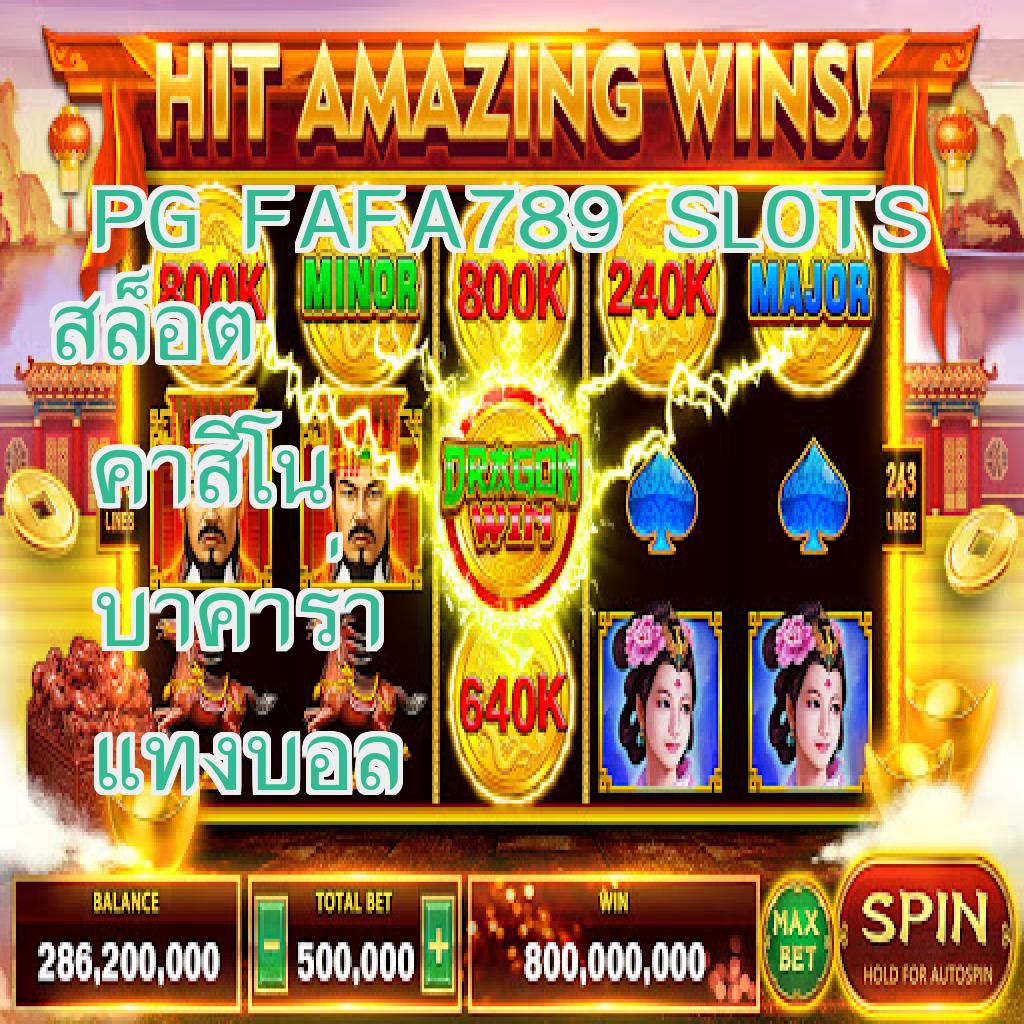 HIT AMAZING WINS!
PG FAFA789 SLOTS
800K MINOR 800K 240K MAJOR
สล็อต
คาสิโน
DRAGON
WIN
LINES
243
LINES
บาคาร่า
640K
แทงบอล
BALANCE TOTAL BET WIN
286,200,000 - 500,000 + 800,000,000
MAX
BET
SPIN
HOLD FOR AUTOSPIN